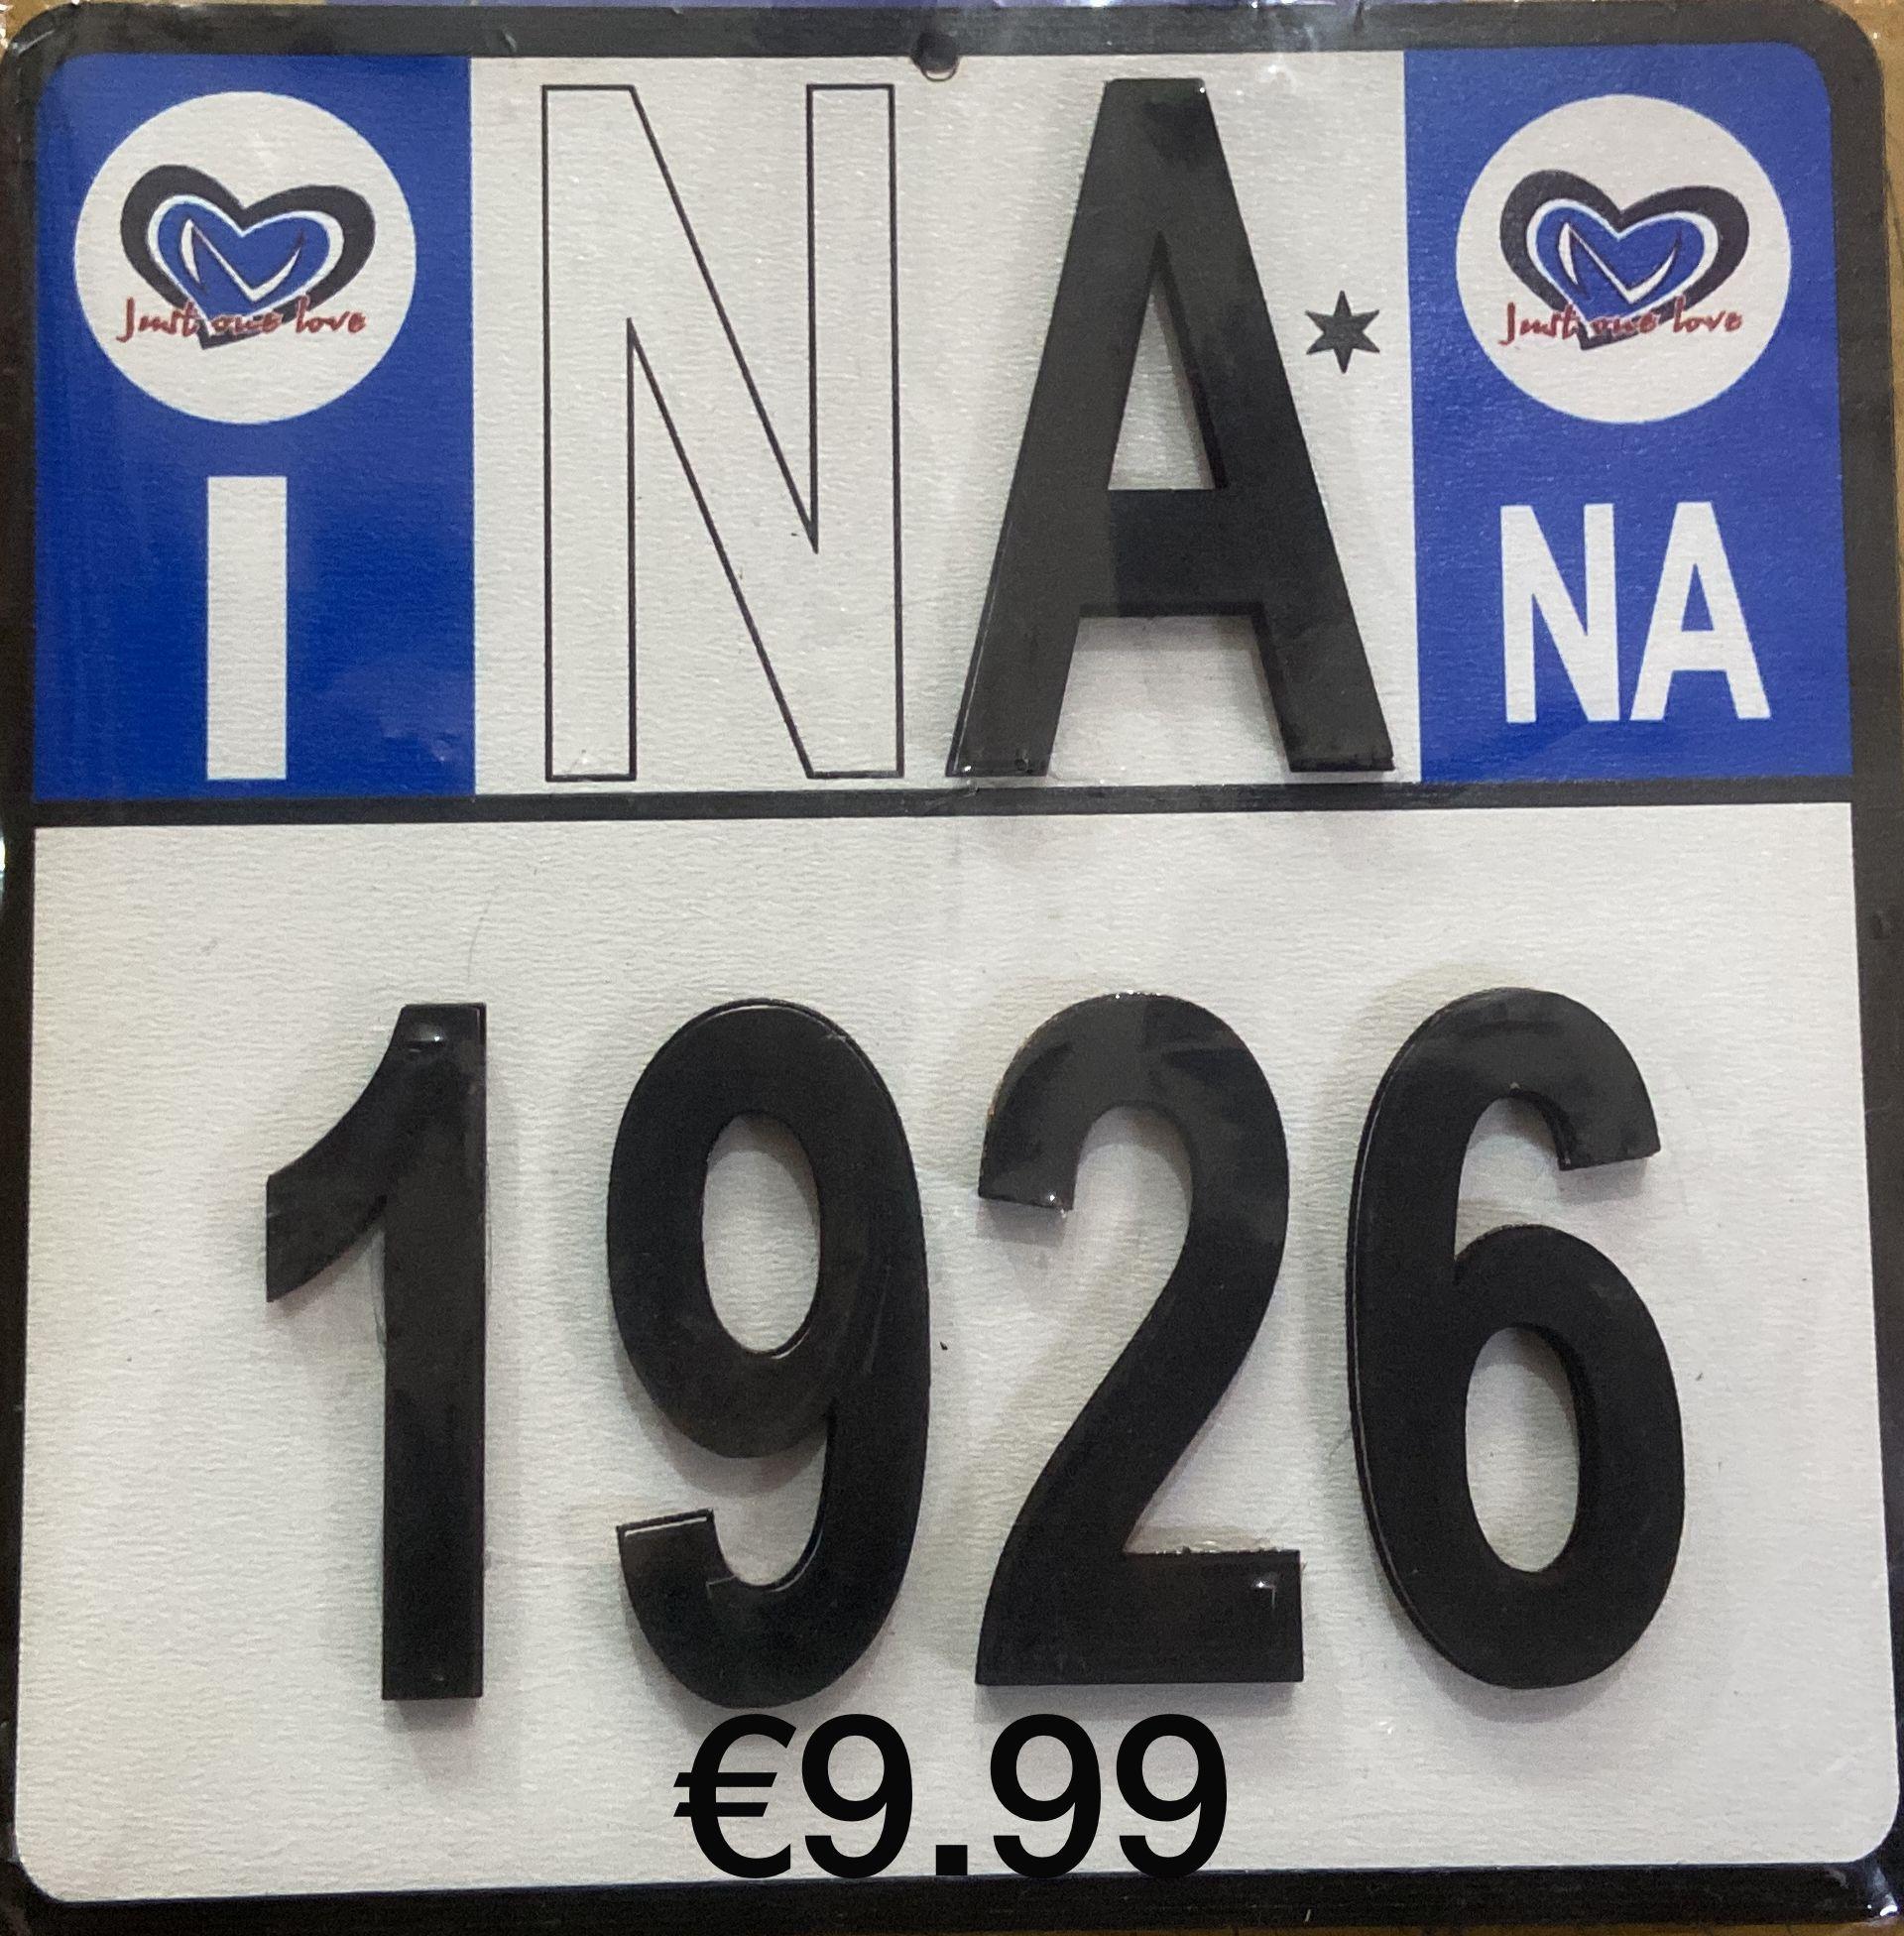 Just one love
Just one love
I
NA*
NA
1926
€9.99